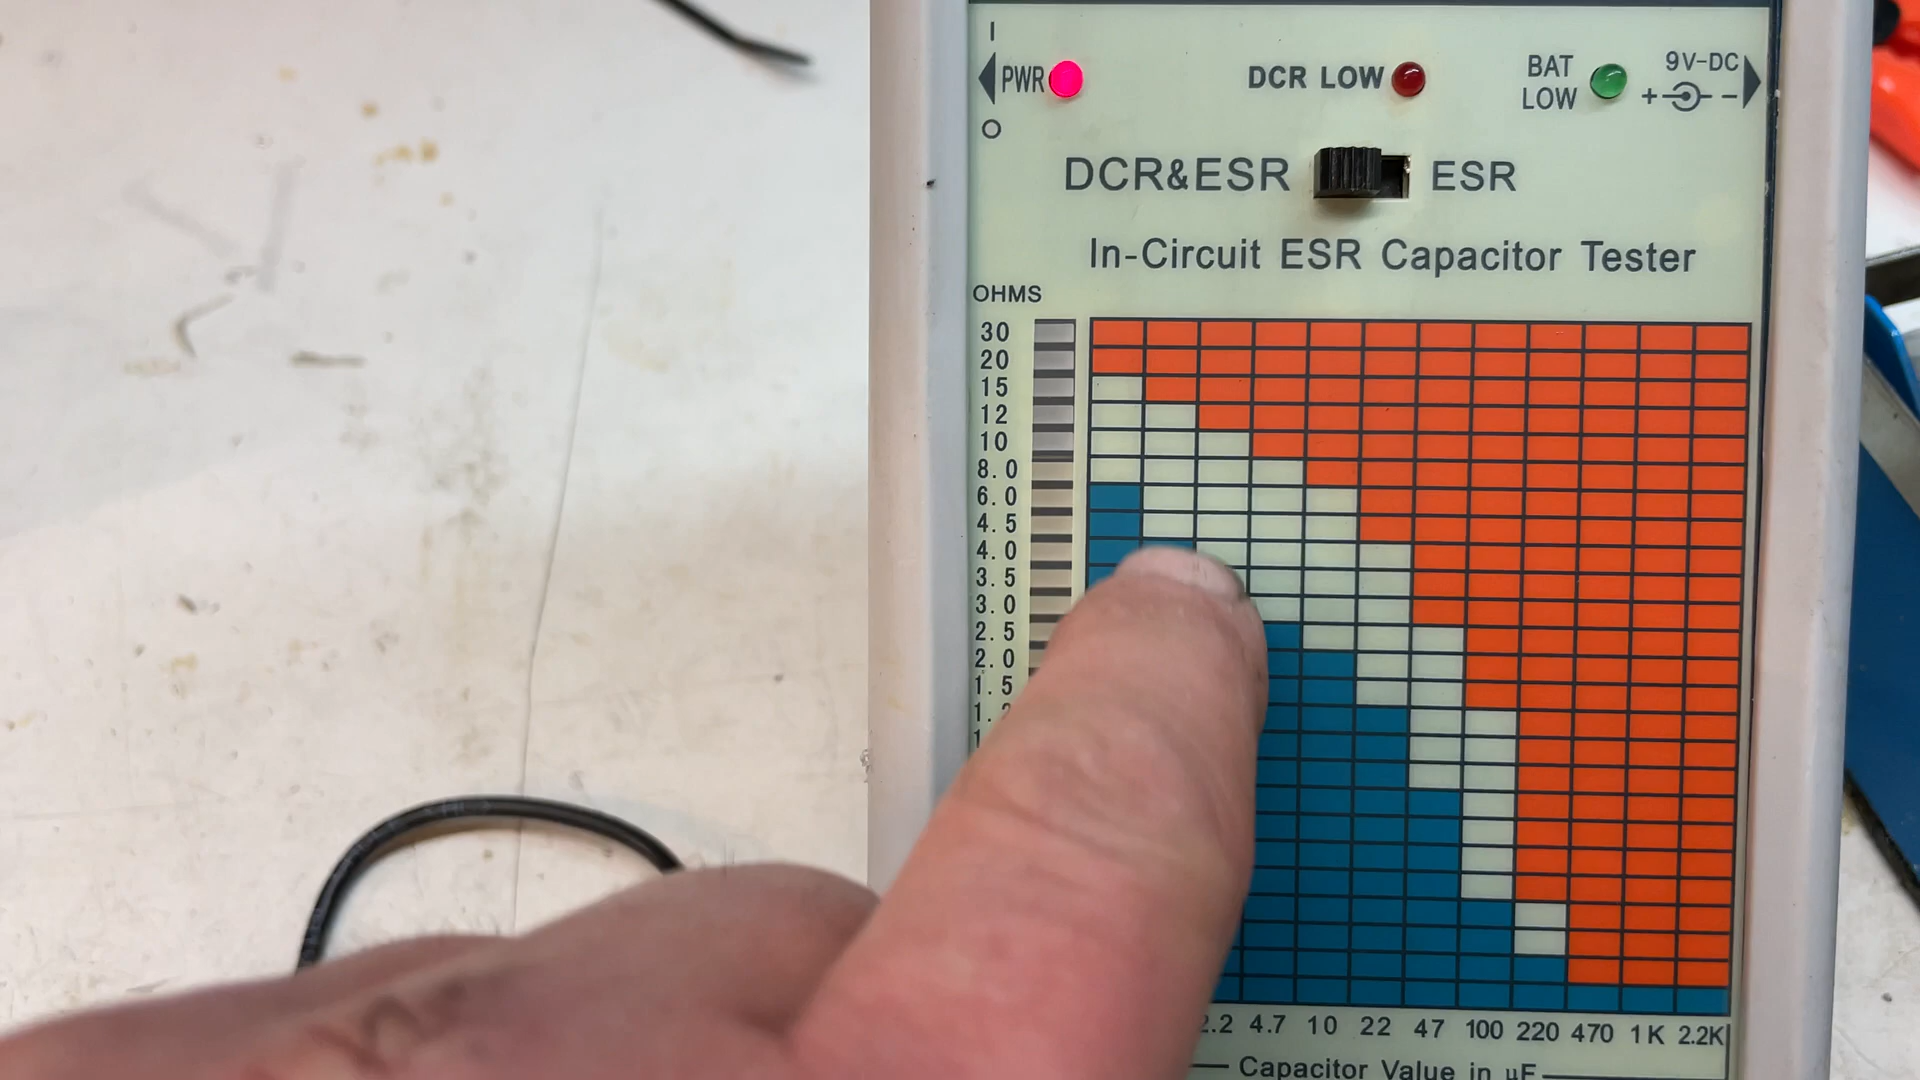 I
PWR
O
DCR LOW
BAT
LOW
9V-DC
+ -
DCR&ESR
ESR
In-Circuit ESR Capacitor Tester
OHMS
30
20
15
12
10
8.0
6.0
4.5
4.0
3.5
3.0
2.5
2.0
1.5
4.7 10 22 47 100 220 470 1K 2.2K
Capacitor Value in µF